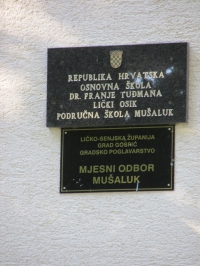 REPUBLIKA HRVATSKA
OSNOVNA ŠKOLA
DR. FRANJE TUĐMANA
LIČKI OSIK
PODRUČNA ŠKOLA MUŠALUK
LIČKO-SENJSKA ŽUPANIJA
GRAD GOSPIĆ
GRADSKO POGLAVARSTVO
MJESNI ODBOR
MUŠALUK